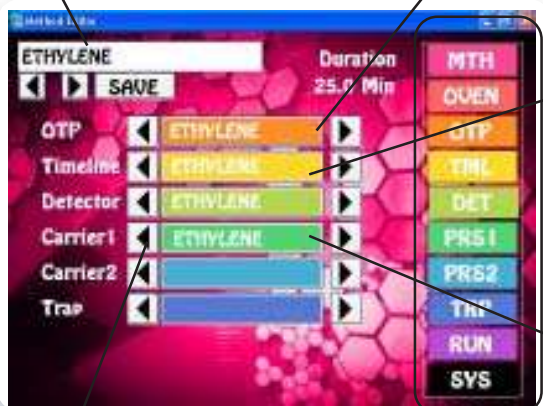 Method Editor
ETHYLENE
SAVE
Duration
25.0 Min
OTP ETHYLENE
Timeline ETHYLENE
Detector ETHYLENE
Carrier1 ETHYLENE
Carrier2
Trap
MTH
OVEN
OTP
TML
DET
PRS1
PRS2
TRP
RUN
SYS